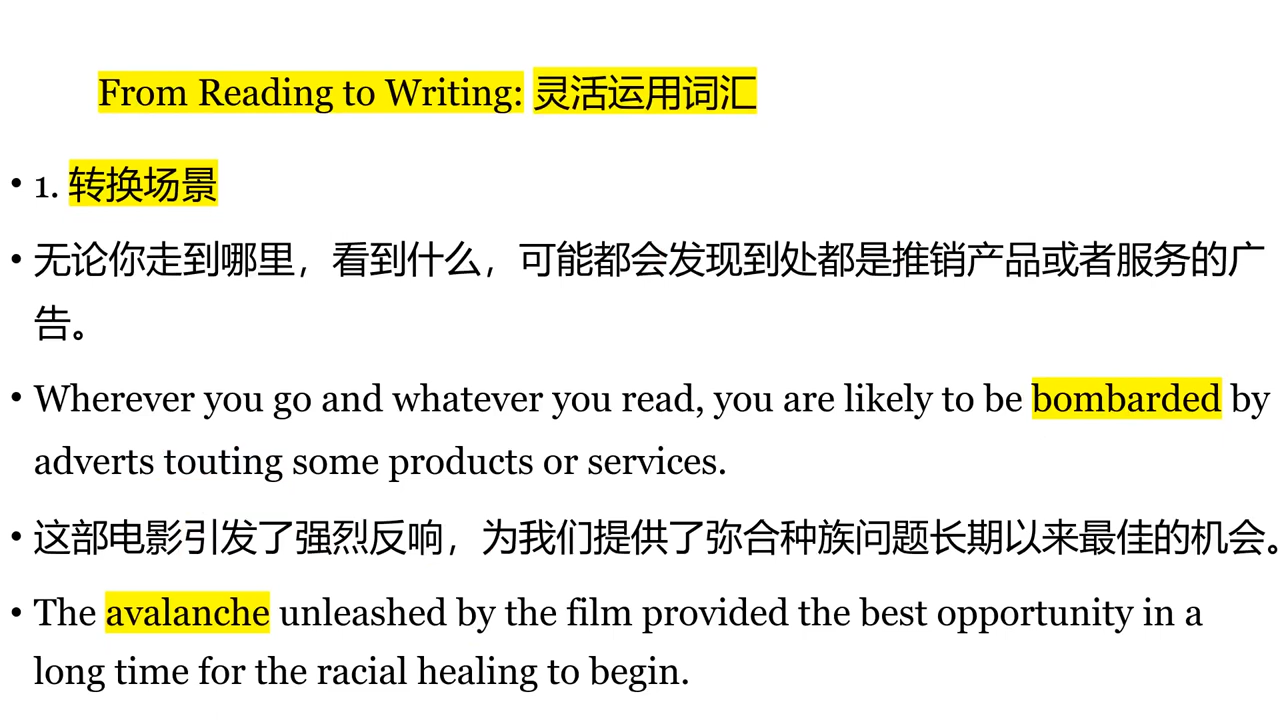 From Reading to Writing: 灵活运用词汇
• 1. 转换场景
• 无论你走到哪里，看到什么，可能都会发现到处都是推销产品或者服务的广
告。
• Wherever you go and whatever you read, you are likely to be bombarded by
adverts touting some products or services.
• 这部电影引发了强烈反响，为我们提供了弥合种族问题长期以来最佳的机会。
• The avalanche unleashed by the film provided the best opportunity in a
long time for the racial healing to begin.